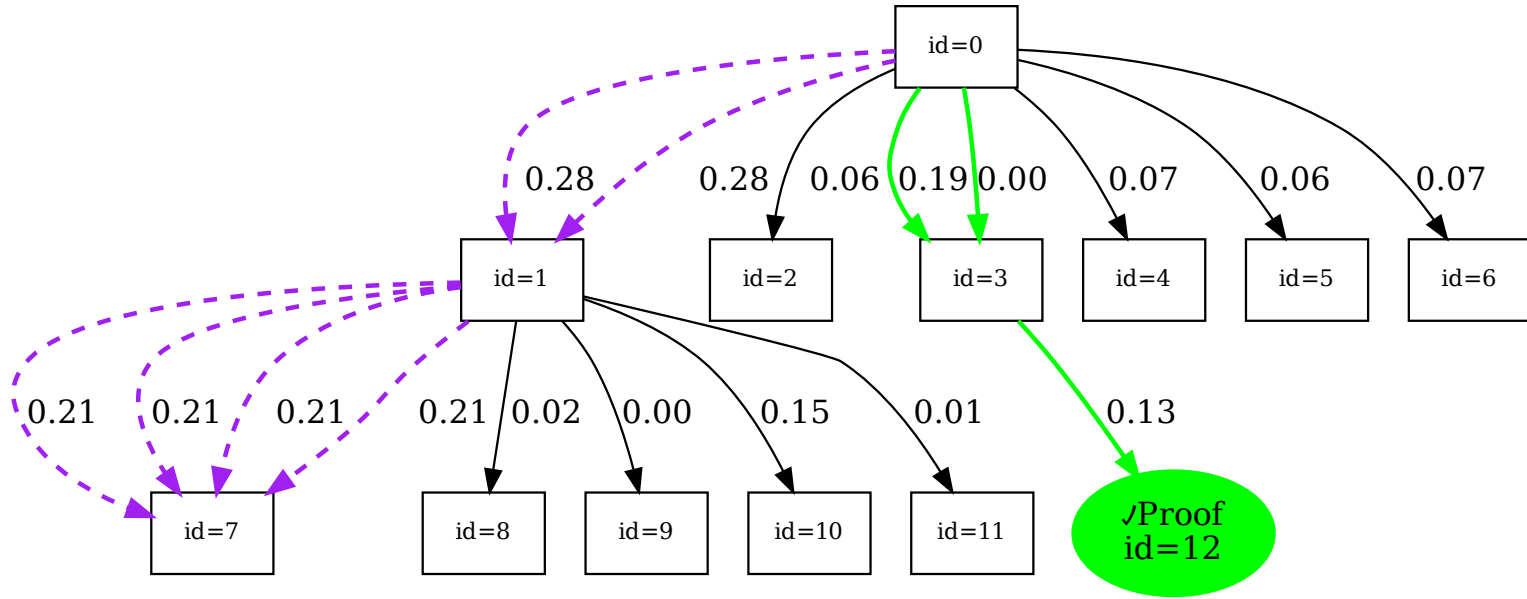 id=0
0.28
0.28
0.06
0.19
0.00
0.07
0.06
0.07
id=1
id=2
id=3
id=4
id=5
id=6
0.21
0.21
0.21
0.21
0.02
0.00
0.15
0.01
0.13
id=7
id=8
id=9
id=10
id=11
✓Proof
id=12